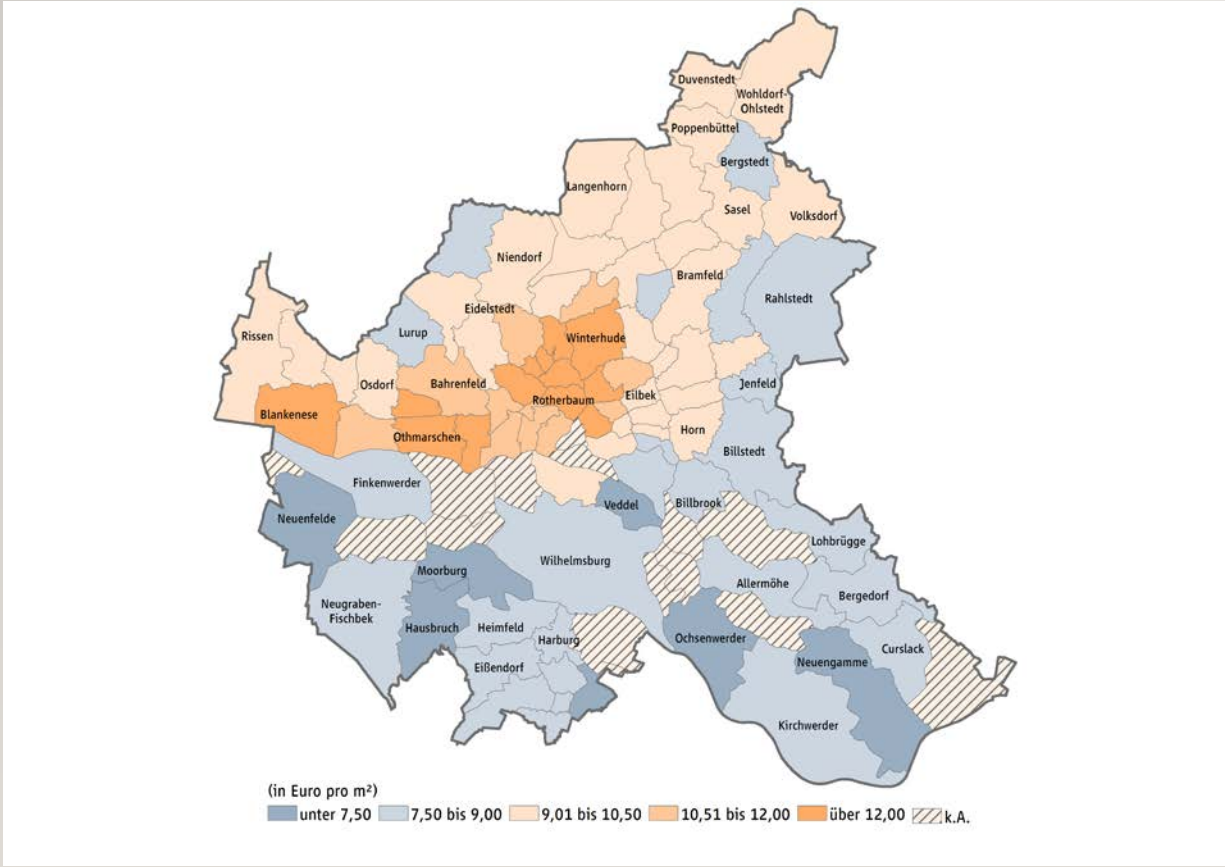 Duvenstedt
Wohldorf-
Ohlstedt
Poppenbüttel
Bergstedt
Langenhorn
Sasel
Volksdorf
Niendorf
Bramfeld
Rahlstedt
Eidelstedt
Lurup
Winterhude
Rissen
Osdorf
Bahrenfeld
Jenfeld
Eilbek
Rotherbaum
Blankenese
Othmarschen
Horn
Billstedt
Finkenwerder
Veddel
Billbrook
Neuenfelde
Lohbrügge
Wilhelmsburg
Moorburg
Allermöhe
Bergedorf
Neugraben-
Fischbek
Hausbruch
Heimfeld
Harburg
Ochsenwerder
Curslack
Neuengamme
Eißendorf
Kirchwerder
(in Euro pro m²)
unter 7,50 7,50 bis 9,00 9,01 bis 10,50 10,51 bis 12,00 über 12,00 k.A.